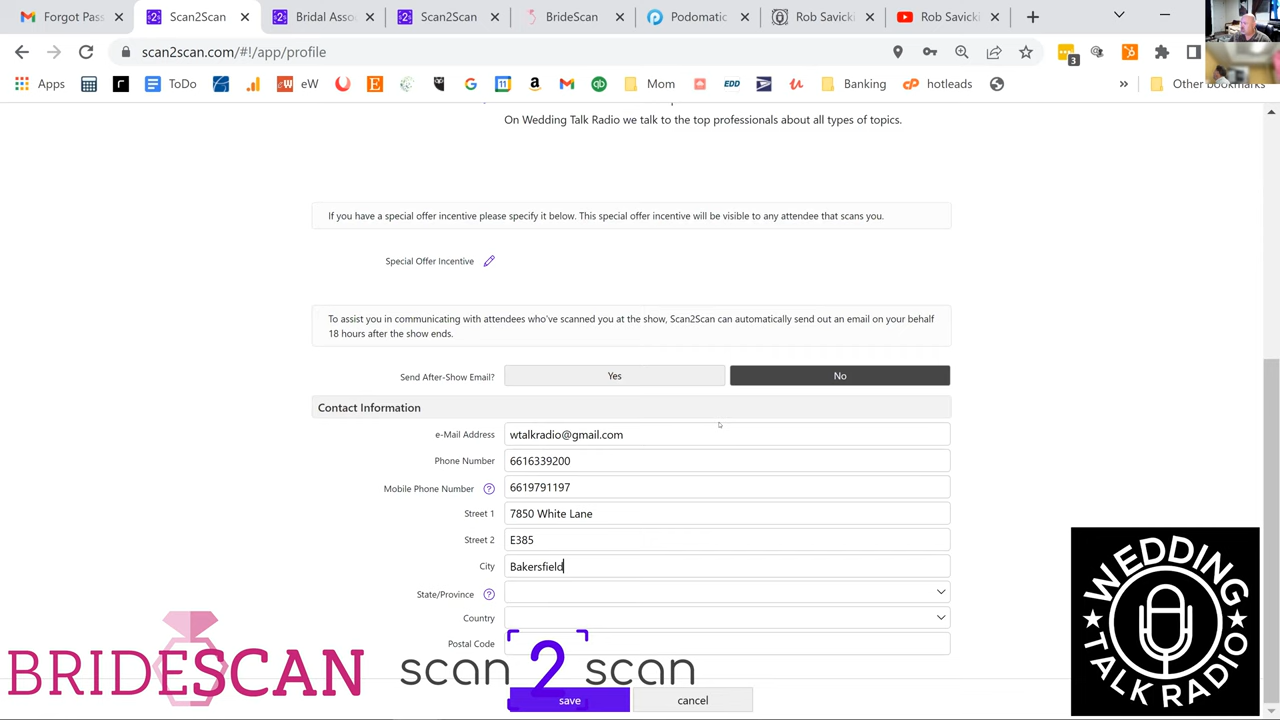 Forgot Pass
Scan2Scan
Bridal Asso
Scan2Scan
BrideScan
Podomatic
Rob Savick
Rob Savick
scan2scan.com/#!/app/profile
3
Apps
ToDo
eW
EDD
Mom
Banking
hotleads
Other bookmarks
On Wedding Talk Radio we talk to the top professionals about all types of topics.
If you have a special offer incentive please specify it below. This special offer incentive will be visible to any attendee that scans you.
Special Offer Incentive
To assist you in communicating with attendees who've scanned you at the show, Scan2Scan can automatically send out an email on your behalf
18 hours after the show ends.
Send After-Show Email?
Yes
No
Contact Information
e-Mail Address
wtalkradio@gmail.com
Phone Number
6616339200
Mobile Phone Number
6619791197
Street 1
7850 White Lane
Street 2
E385
City
Bakersfield
State/Province
Country
Postal Code
save
cancel
BRIDESCAN
scan 2 scan
WEDDING
TALK RADIO